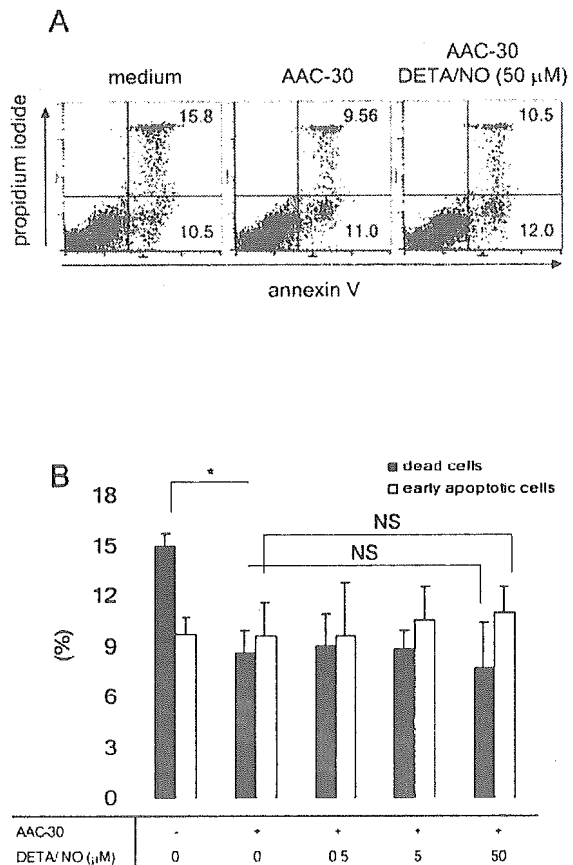 A
medium
AAC-30
AAC-30
DETA/NO (50 μM)
propidium iodide
15.8
10.5
9.56
11.0
10.5
12.0
annexin V
B
dead cells
early apoptotic cells
*
NS
NS
(%)
18
15
12
9
6
3
0
AAC-30 - + + + +
DETA/ NO (μM) 0 0 0 5 5 50